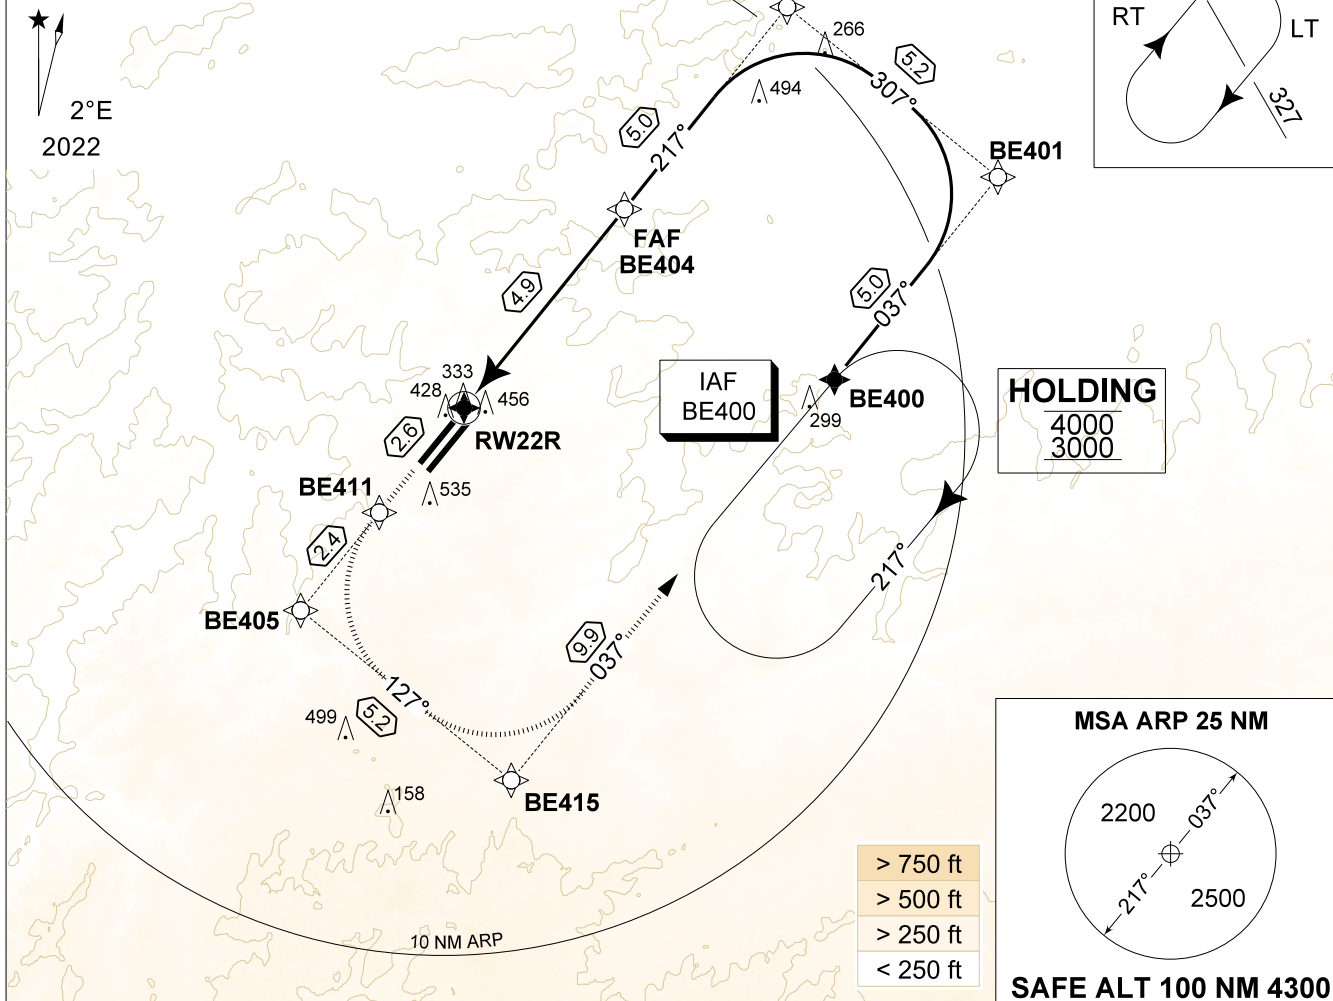 2°E
2022
RT
LT
327
266
494
5.2
307°
5.0
217°
BE401
FAF
BE404
4.9
5.0
037°
333
428
456
2.6
RW22R
IAF
BE400
BE400
299
HOLDING
4000
3000
BE411
535
2.4
BE405
217°
9.9
037°
127°
5.2
499
158
BE415
10 NM ARP
> 750 ft
> 500 ft
> 250 ft
< 250 ft
MSA ARP 25 NM
2200
037°
217°
2500
SAFE ALT 100 NM 4300